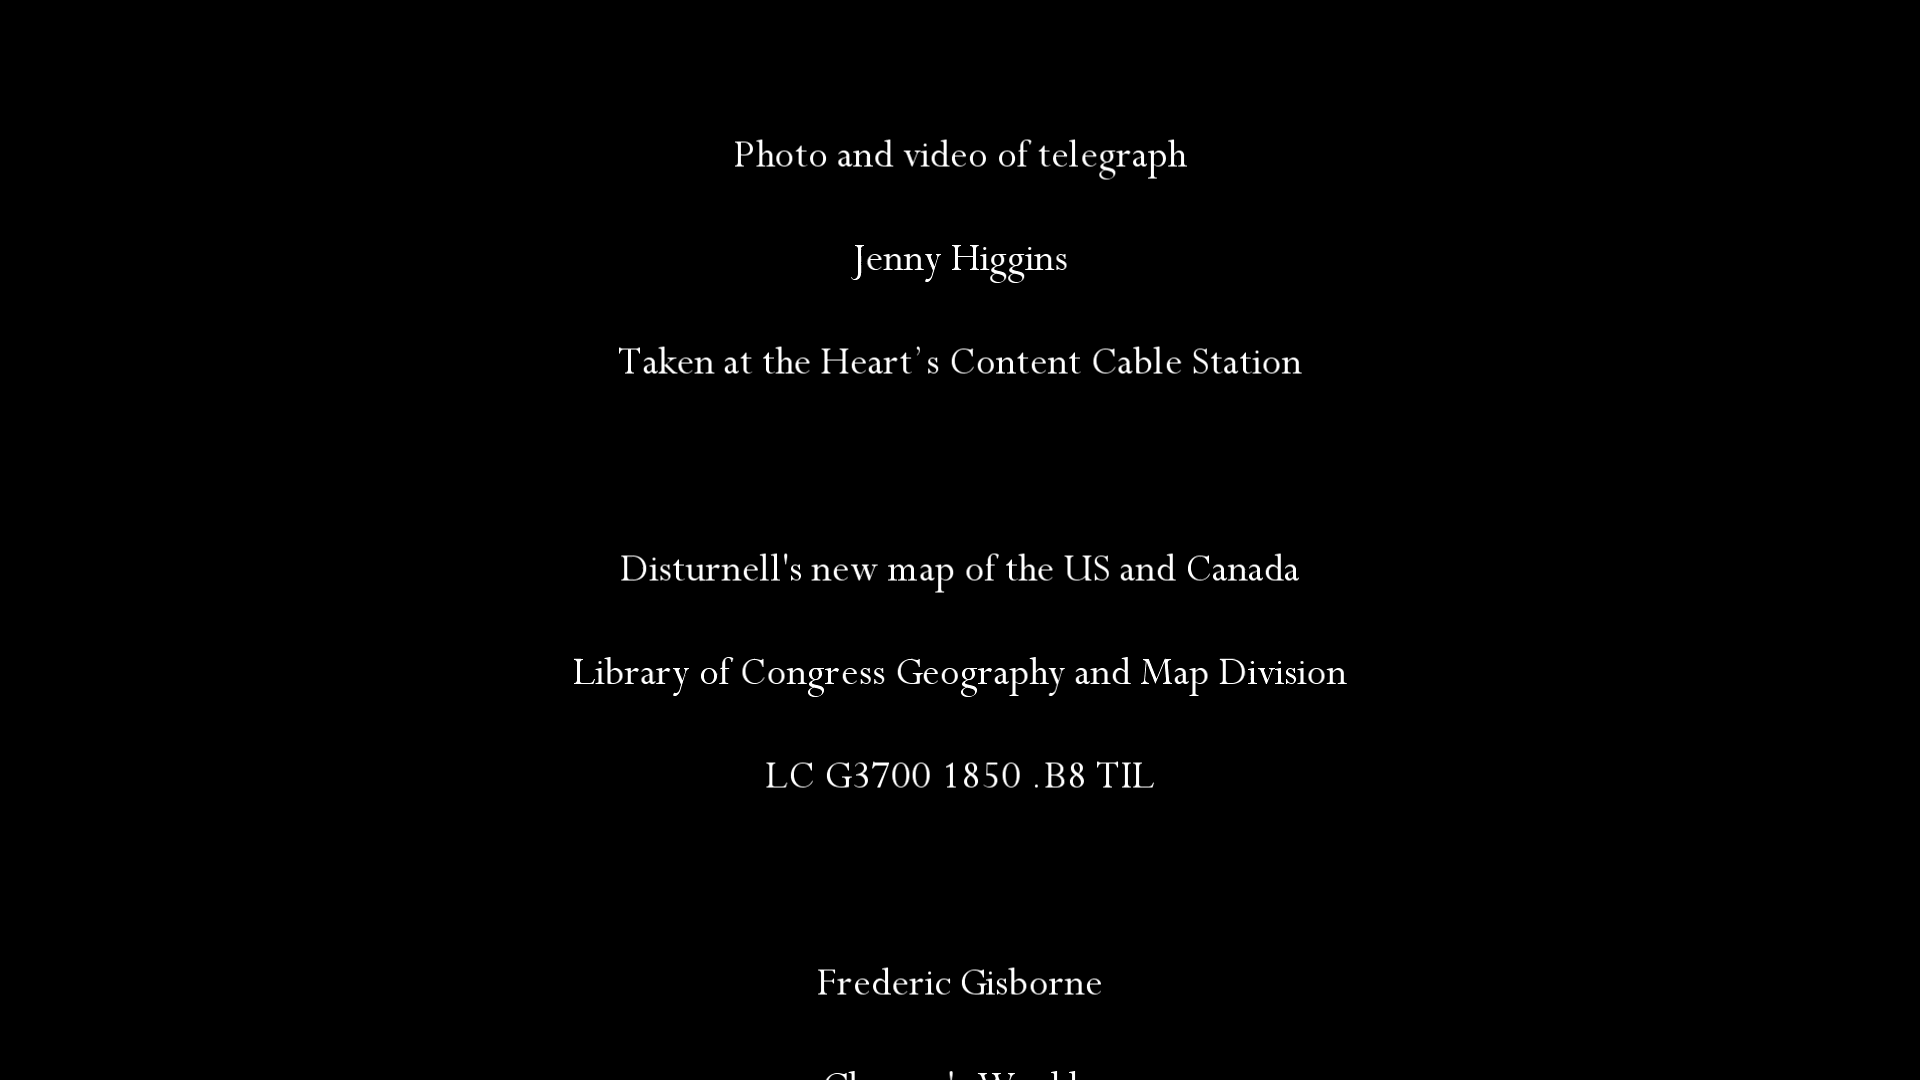 Photo and video of telegraph
Jenny Higgins
Taken at the Heart’s Content Cable Station
Disturnell's new map of the US and Canada
Library of Congress Geography and Map Division
LC G3700 1850 .B8 TIL
Frederic Gisborne